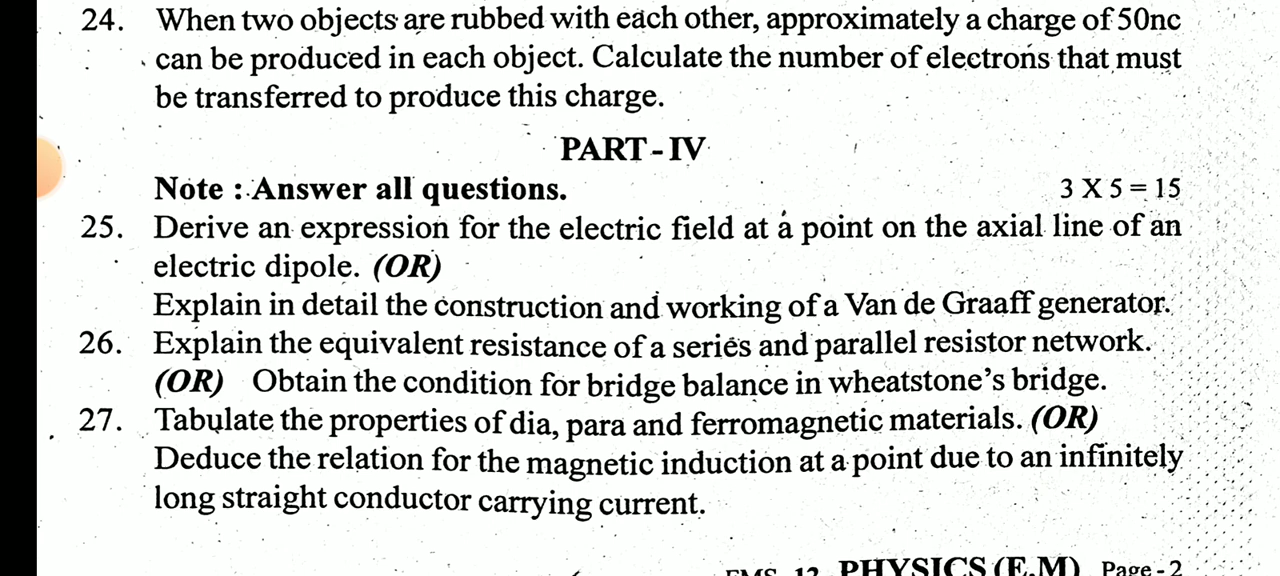 24. When two objects are rubbed with each other, approximately a charge of 50nc
can be produced in each object. Calculate the number of electrons that must
be transferred to produce this charge.
PART - IV
Note : Answer all questions. 3 X 5 = 15
25. Derive an expression for the electric field at a point on the axial line of an
electric dipole. (OR)
Explain in detail the construction and working of a Van de Graaff generator.
26. Explain the equivalent resistance of a series and parallel resistor network.
(OR) Obtain the condition for bridge balance in wheatstone's bridge.
27. Tabulate the properties of dia, para and ferromagnetic materials. (OR)
Deduce the relation for the magnetic induction at a point due to an infinitely
long straight conductor carrying current.
12 PHYSICS (E.M) Page - 2